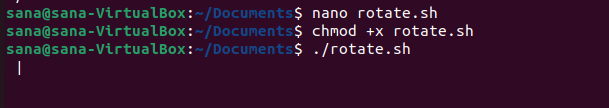 sana@sana-VirtualBox:~/Documents$ nano rotate.sh
sana@sana-VirtualBox:~/Documents$ chmod +x rotate.sh
sana@sana-VirtualBox:~/Documents$ ./rotate.sh
|